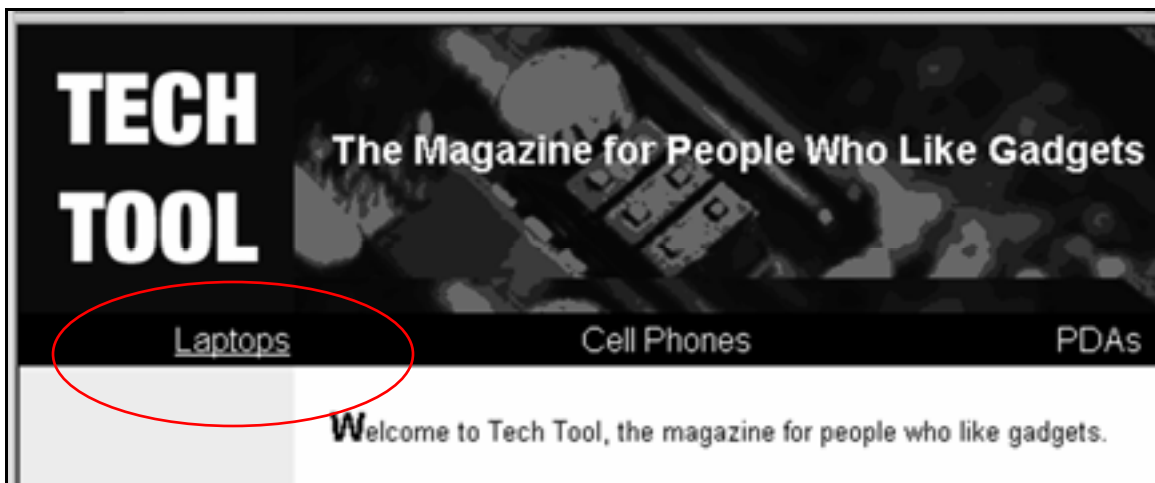 TECH
TOOL
The Magazine for People Who Like Gadgets
Laptops Cell Phones PDAs
Welcome to Tech Tool, the magazine for people who like gadgets.